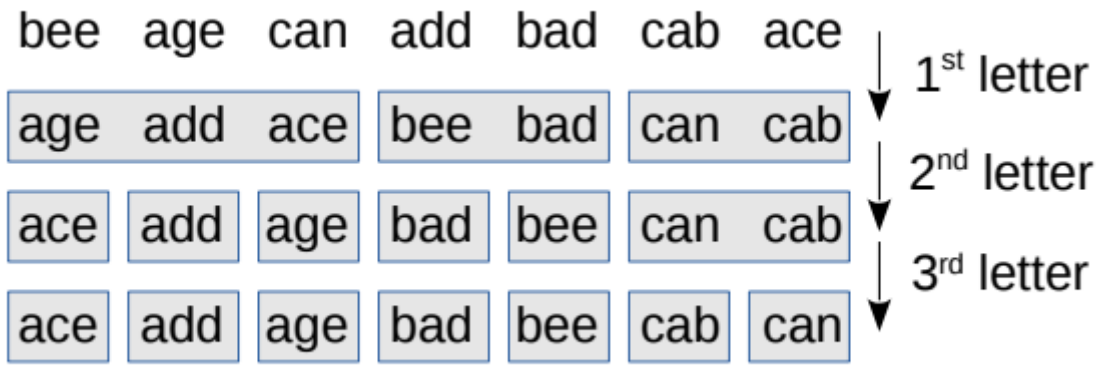 bee age can add bad cab ace
1st letter
age add ace bee bad can cab
2nd letter
ace add age bad bee can cab
3rd letter
ace add age bad bee cab can